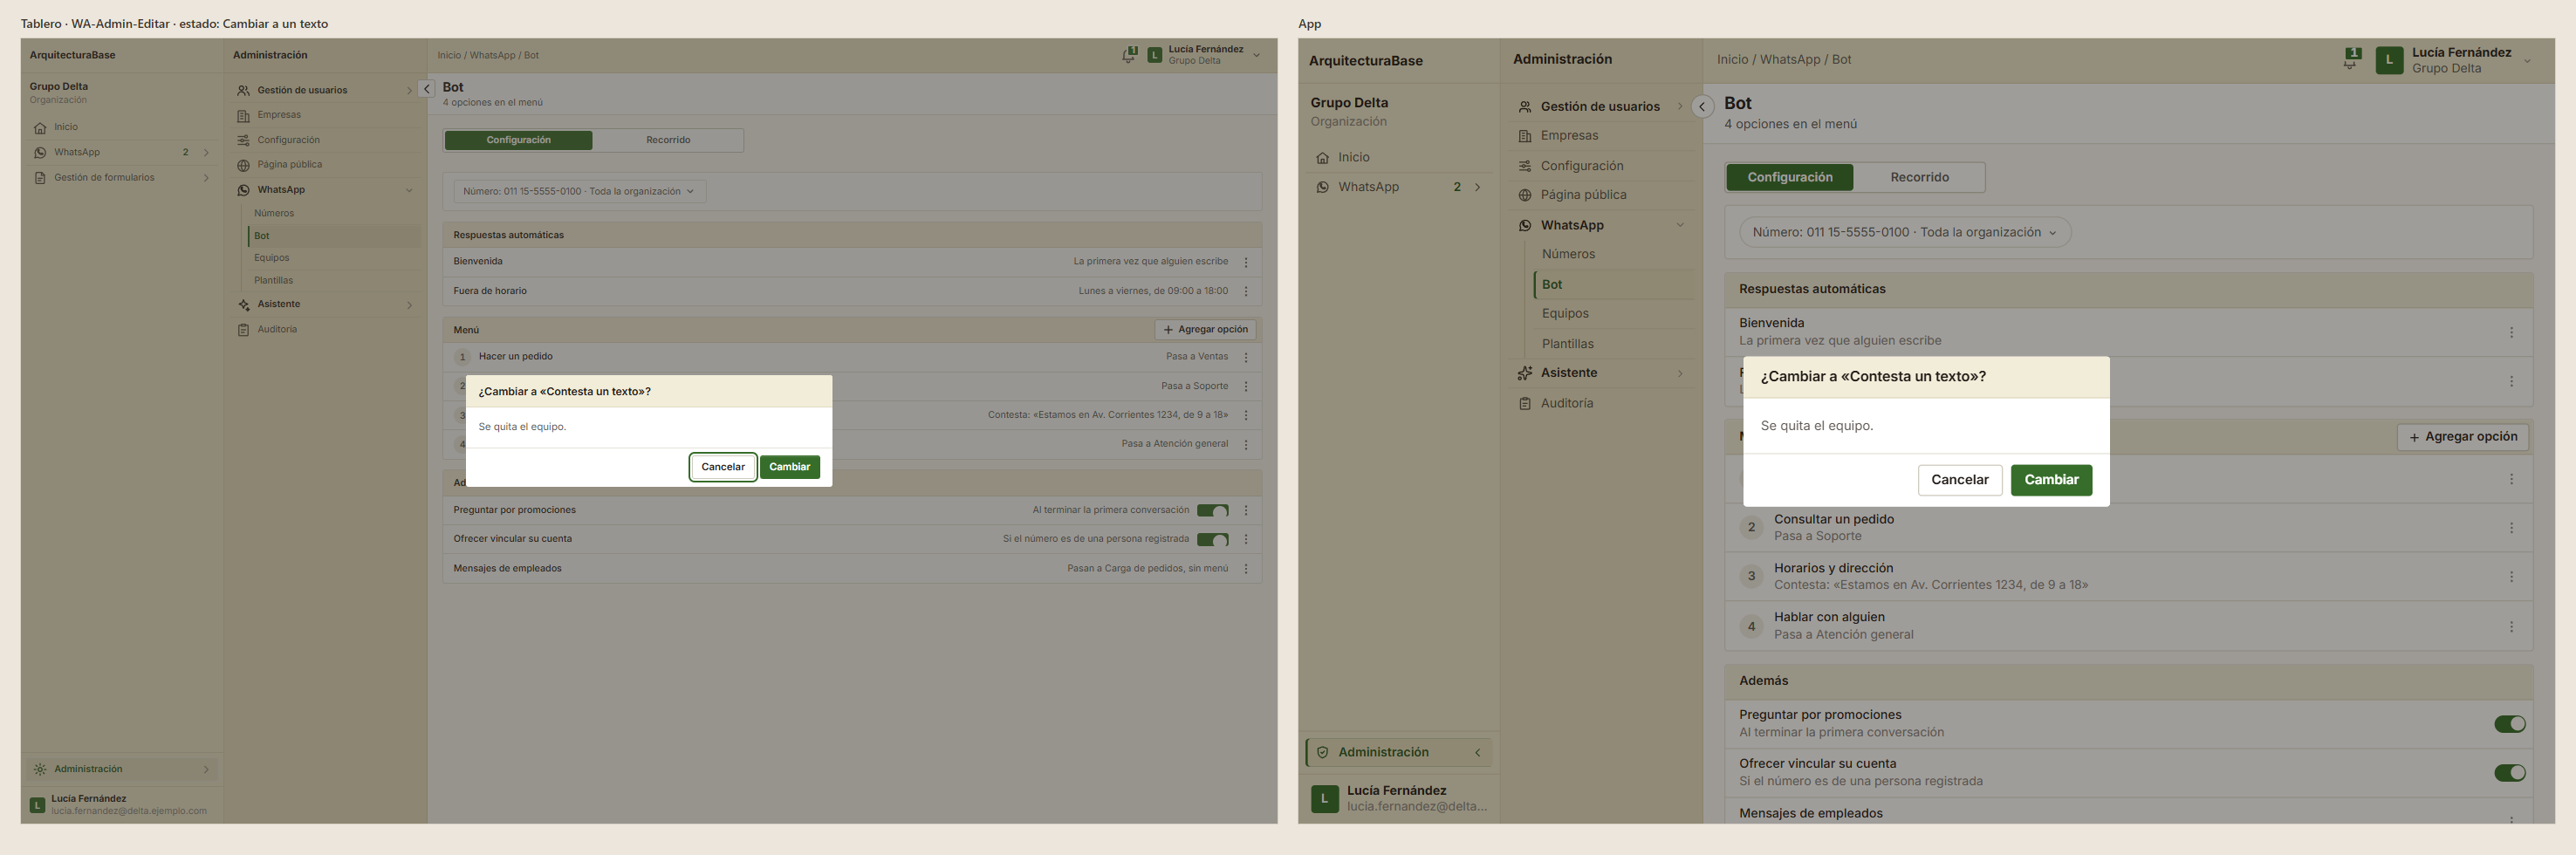 Tablero · WA-Admin-Editar · estado: Cambiar a un texto
ArquitecturaBase
Grupo Delta
Organización
Inicio
WhatsApp 2
Gestión de formularios
Administración
Lucía Fernández
lucia.fernandez@delta.ejemplo.com
Administración
Gestión de usuarios
Empresas
Configuración
Página pública
WhatsApp
Números
Bot
Equipos
Plantillas
Asistente
Auditoría
Inicio / WhatsApp / Bot
1
L
Lucía Fernández
Grupo Delta
Bot
4 opciones en el menú
Configuración
Recorrido
Número: 011 15-5555-0100 · Toda la organización
Respuestas automáticas
Bienvenida
La primera vez que alguien escribe
Fuera de horario
Lunes a viernes, de 09:00 a 18:00
Menú
Agregar opción
1 Hacer un pedido
Pasa a Ventas
2
Pasa a Soporte
3
Contesta: «Estamos en Av. Corrientes 1234, de 9 a 18»
4
Pasa a Atención general
¿Cambiar a «Contesta un texto»?
Se quita el equipo.
Cancelar
Cambiar
Ad
Preguntar por promociones
Al terminar la primera conversación
Ofrecer vincular su cuenta
Si el número es de una persona registrada
Mensajes de empleados
Pasan a Carga de pedidos, sin menú
App
ArquitecturaBase
Grupo Delta
Organización
Inicio
WhatsApp 2
Administración
L
Lucía Fernández
lucia.fernandez@delta...
Administración
Gestión de usuarios
Empresas
Configuración
Página pública
WhatsApp
Números
Bot
Equipos
Plantillas
Asistente
Auditoría
Inicio / WhatsApp / Bot
1
L
Lucía Fernández
Grupo Delta
Bot
4 opciones en el menú
Configuración
Recorrido
Número: 011 15-5555-0100 · Toda la organización
Respuestas automáticas
Bienvenida
La primera vez que alguien escribe
¿Cambiar a «Contesta un texto»?
Se quita el equipo.
Cancelar
Cambiar
Agregar opción
2 Consultar un pedido
Pasa a Soporte
3 Horarios y dirección
Contesta: «Estamos en Av. Corrientes 1234, de 9 a 18»
4 Hablar con alguien
Pasa a Atención general
Además
Preguntar por promociones
Al terminar la primera conversación
Ofrecer vincular su cuenta
Si el número es de una persona registrada
Mensajes de empleados